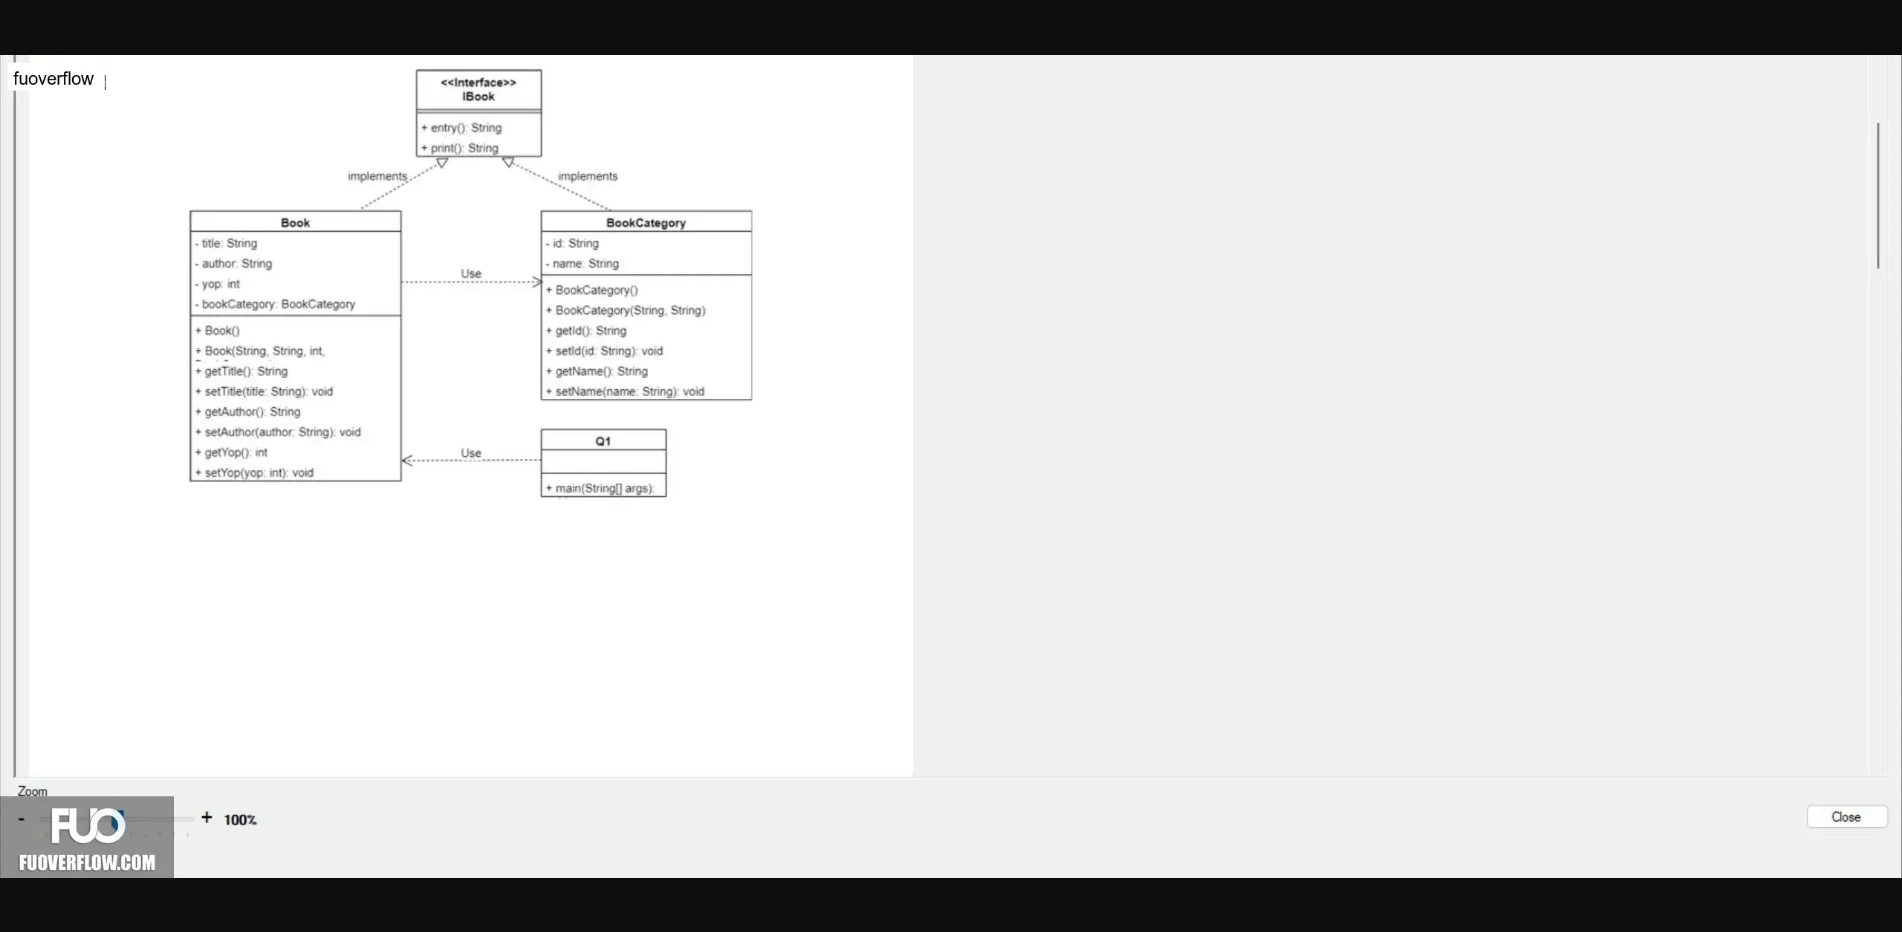 fuoverflow
<<Interface>>
IBook
+ entry(): String
+ print(): String
implements
implements
Book
- title: String
- author: String
- yop: int
- bookCategory: BookCategory
+ Book()
+ Book(String, String, int,
+ getTitle(): String
+ setTitle(title: String): void
+ getAuthor(): String
+ setAuthor(author: String): void
+ getYop(): int
+ setYop(yop: int): void
Use
BookCategory
- id: String
- name: String
+ BookCategory()
+ BookCategory(String, String)
+ getId(): String
+ setId(id: String): void
+ getName(): String
+ setName(name: String): void
Use
Q1
+ main(String[] args):
Zoom
- + 100%
Close
FUO
FUOVERFLOW.COM